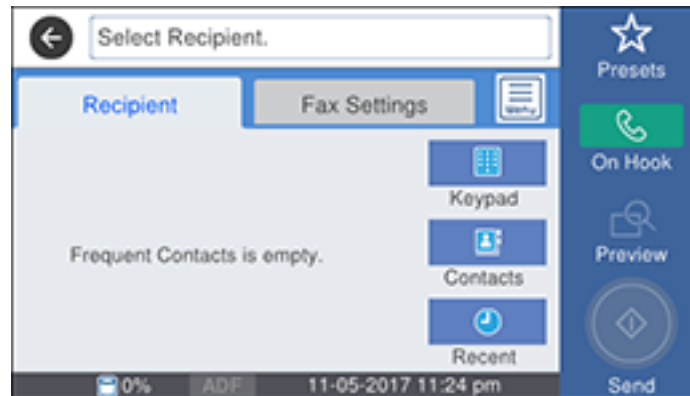 Select Recipient.
Presets
Recipient
Fax Settings
Menu
On Hook
Keypad
Frequent Contacts is empty.
Contacts
Preview
Recent
0% ADF 11-05-2017 11:24 pm
Send